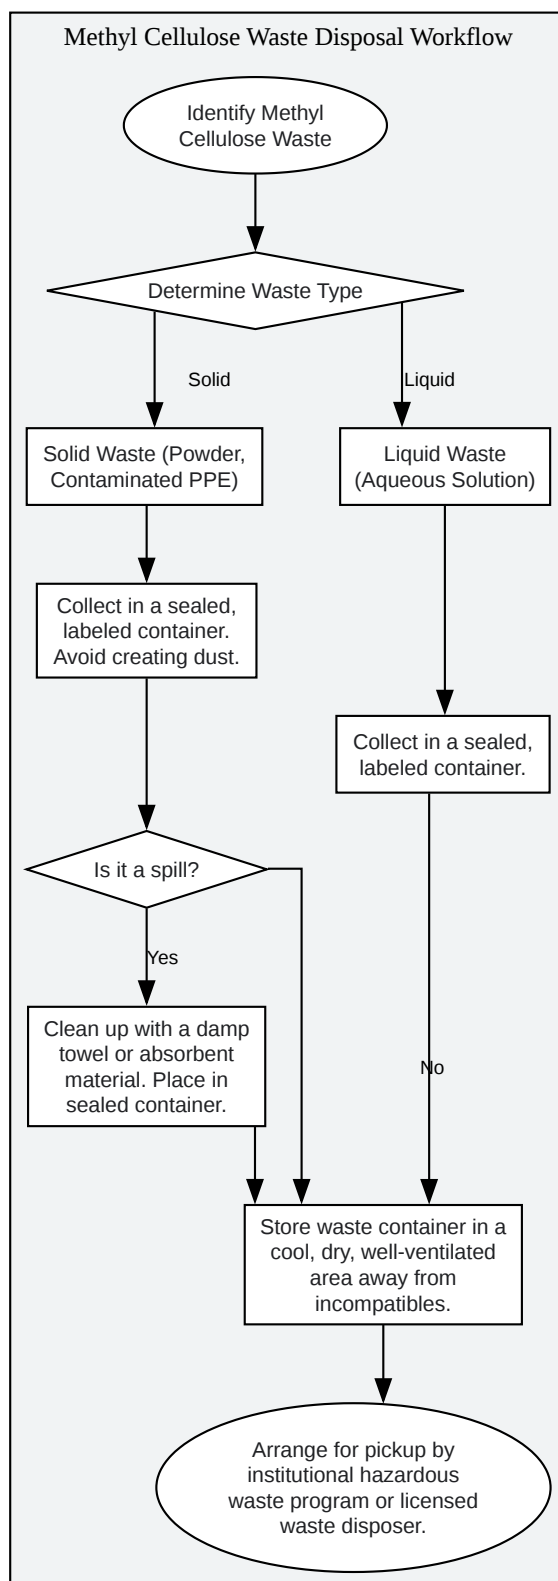 Methyl Cellulose Waste Disposal Workflow
Identify Methyl
Cellulose Waste
Determine Waste Type
Solid
Liquid
Solid Waste (Powder,
Contaminated PPE)
Liquid Waste
(Aqueous Solution)
Collect in a sealed,
labeled container.
Avoid creating dust.
Collect in a sealed,
labeled container.
Is it a spill?
Yes
Clean up with a damp
towel or absorbent
material. Place in
sealed container.
No
Store waste container in a
cool, dry, well-ventilated
area away from
incompatibles.
Arrange for pickup by
institutional hazardous
waste program or licensed
waste disposer.